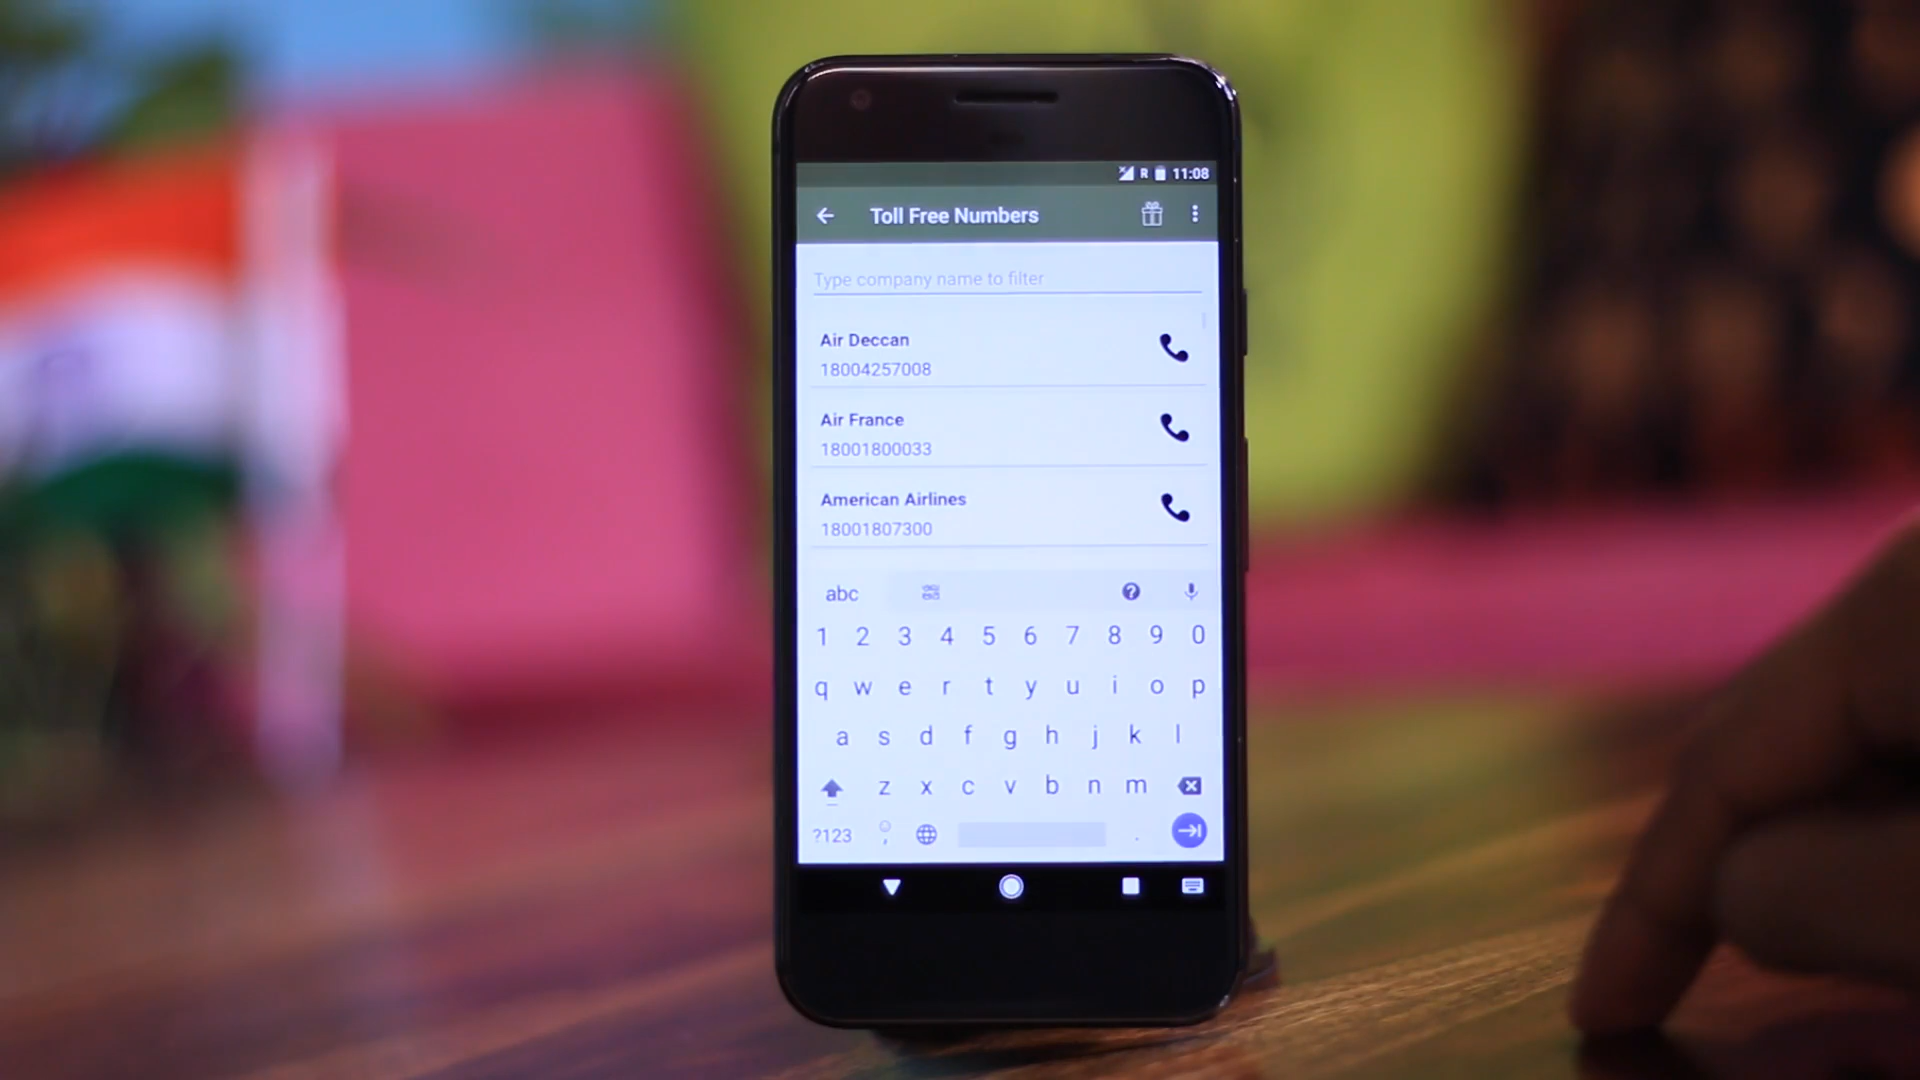 R 11:08
Toll Free Numbers
Type company name to filter
Air Deccan
18004257008
Air France
18001800033
American Airlines
18001807300
abc
1 2 3 4 5 6 7 8 9 0
q w e r t y u i o p
a s d f g h j k l
z x c v b n m
?123 , .